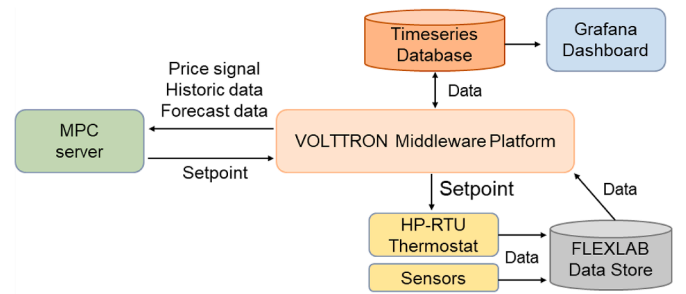 Timeseries
Database
Grafana
Dashboard
Price signal
Historic data
Forecast data
Data
MPC
server
VOLTTRON Middleware Platform
Setpoint
Setpoint
Data
HP-RTU
Thermostat
Data
FLEXLAB
Data Store
Sensors